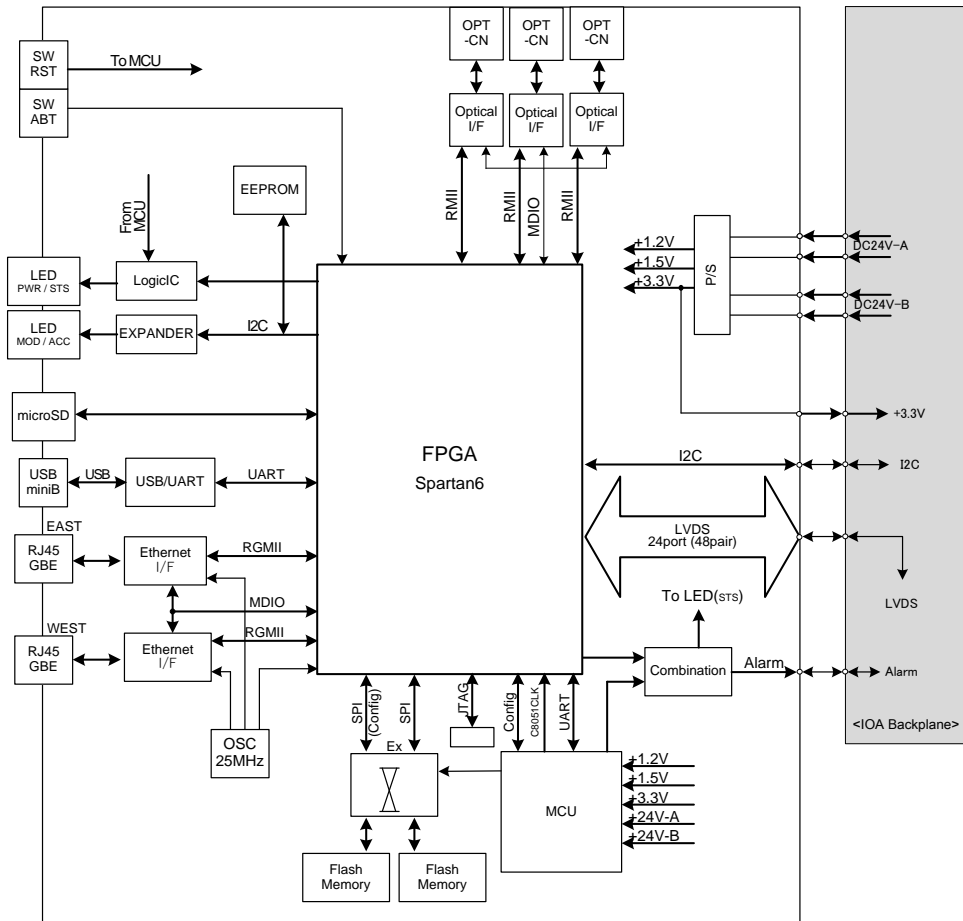 OPT
-CN
OPT
-CN
OPT
-CN
SW
RST
To MCU
SW
ABT
Optical
I/F
Optical
I/F
Optical
I/F
EEPROM
RMII
RMII
MDIO
RMII
From
MCU
LED
PWR / STS
LogicIC
LED
MOD / ACC
EXPANDER
I2C
+1.2V
+1.5V
+3.3V
P/S
DC24V-A
DC24V-B
microSD
+3.3V
FPGA
Spartan6
USB
miniB
USB
USB/UART
UART
I2C
I2C
EAST
RJ45
GBE
Ethernet
I/F
RGMII
LVDS
24port (48pair)
LVDS
MDIO
To LED(STS)
WEST
RJ45
GBE
Ethernet
I/F
RGMII
Combination
Alarm
Alarm
<IOA Backplane>
OSC
25MHz
SPI
(Config)
SPI
JTAG
Config
C8051CLK
UART
Ex
MCU
+1.2V
+1.5V
+3.3V
+24V-A
+24V-B
Flash
Memory
Flash
Memory